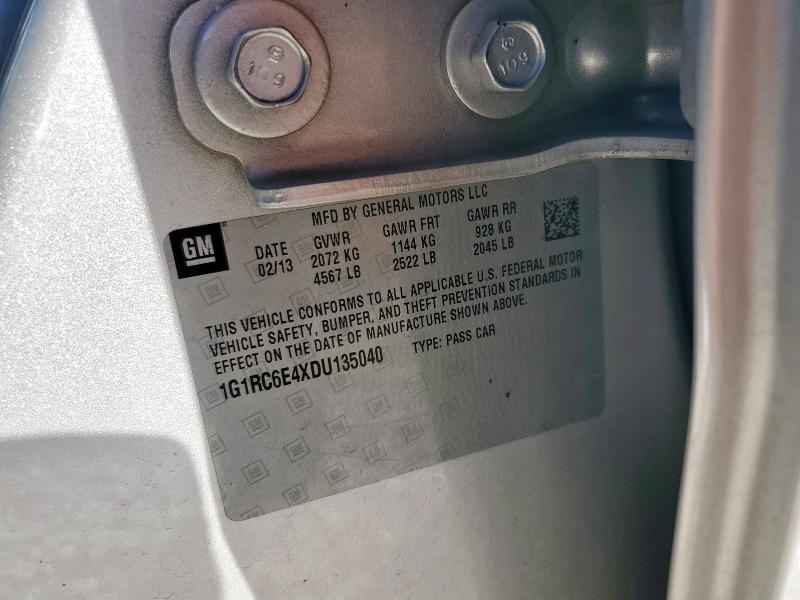 109
109
MFD BY GENERAL MOTORS LLC
GM
DATE GVWR GAWR FRT GAWR RR
02/13 2072 KG 1144 KG 928 KG
4567 LB 2522 LB 2045 LB
THIS VEHICLE CONFORMS TO ALL APPLICABLE U.S. FEDERAL MOTOR
VEHICLE SAFETY, BUMPER, AND THEFT PREVENTION STANDARDS IN
EFFECT ON THE DATE OF MANUFACTURE SHOWN ABOVE.
1G1RC6E4XDU135040 TYPE: PASS CAR